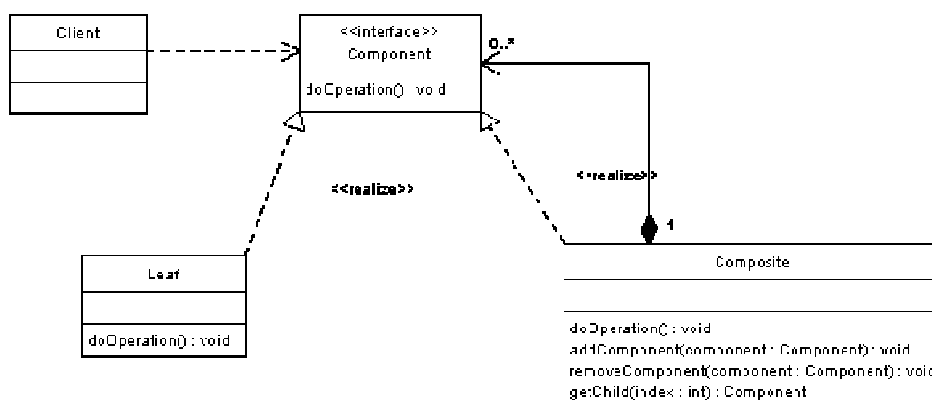 Client
<<interface>>
Component
doOperation() : void
0..*
<<realize>>
<<realize>>
1
Leaf
doOperation() : void
Composite
doOperation() : void
addComponent(component : Component) : void
removeComponent(component : Component) : void
getChild(index : int) : Component